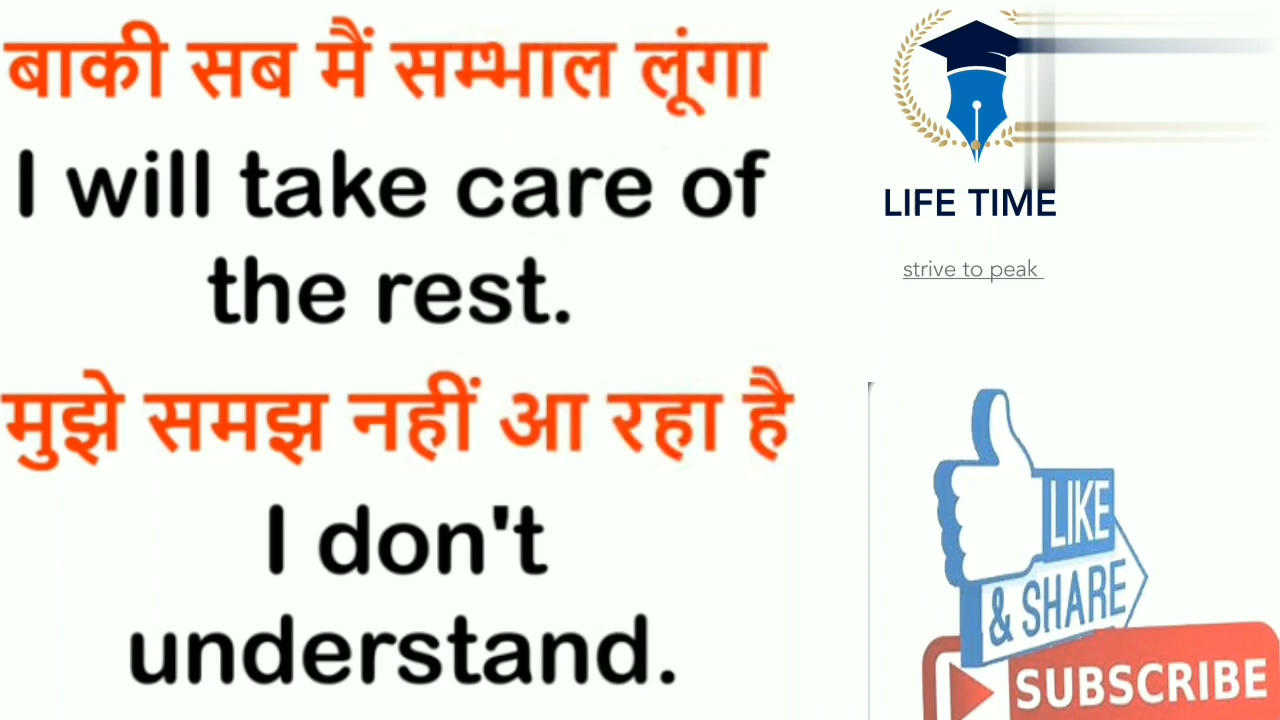 बाकी सब मैं सम्भाल लूंगा
I will take care of
the rest.
मुझे समझ नहीं आ रहा है
I don't
understand.
LIFE TIME
strive to peak
LIKE
& SHARE
SUBSCRIBE